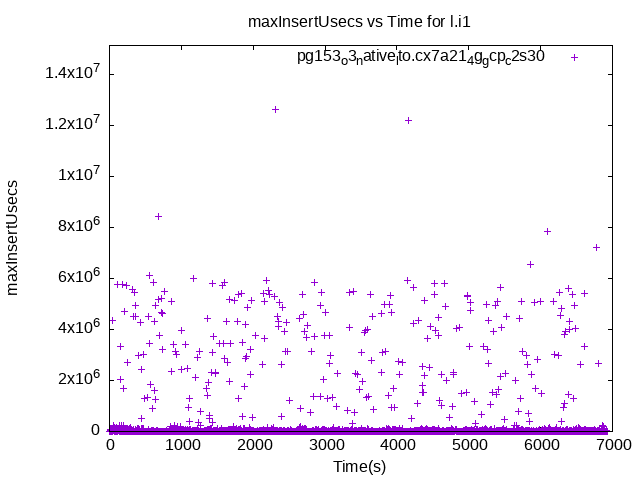 maxInsertUsecs vs Time for l.i1
pg153_o3_native_lto.cx7a21_4g_gcp_c2s30
1.4x10^7
1.2x10^7
1x10^7
8x10^6
6x10^6
4x10^6
2x10^6
0
maxInsertUsecs
0 1000 2000 3000 4000 5000 6000 7000
Time(s)